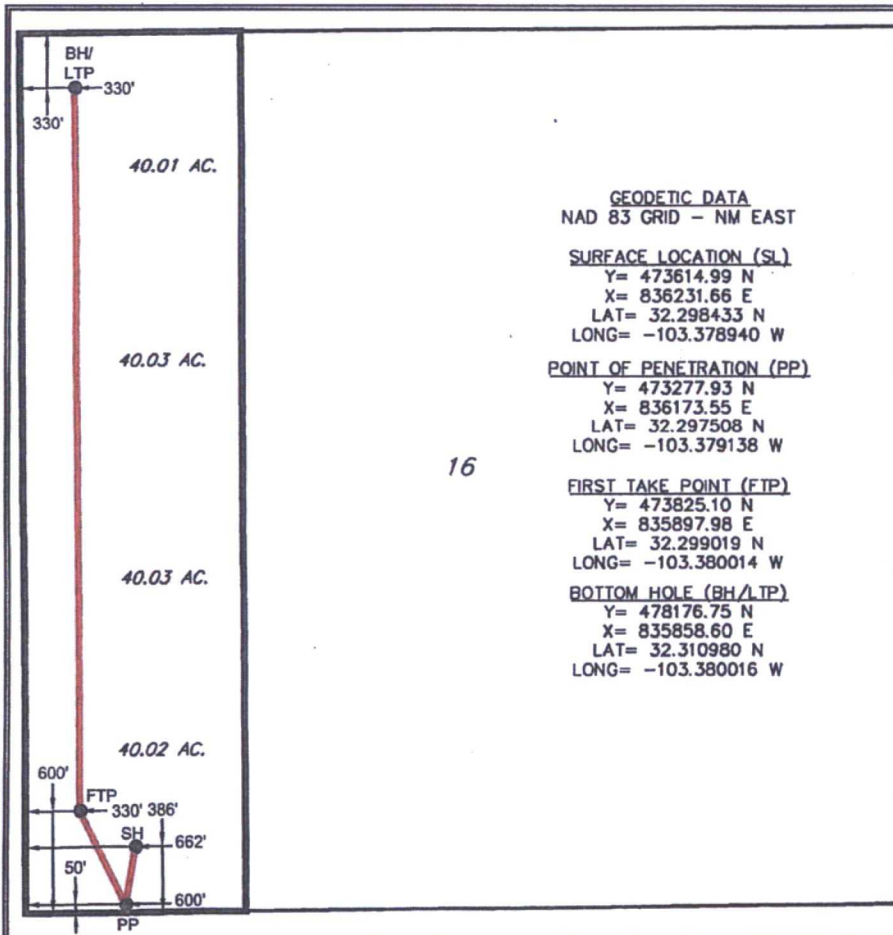 BH/
LTP
330'
330'
40.01 AC.
GEODETIC DATA
NAD 83 GRID – NM EAST
SURFACE LOCATION (SL)
Y= 473614.99 N
X= 836231.66 E
LAT= 32.298433 N
LONG= -103.378940 W
POINT OF PENETRATION (PP)
Y= 473277.93 N
X= 836173.55 E
LAT= 32.297508 N
LONG= -103.379138 W
FIRST TAKE POINT (FTP)
Y= 473825.10 N
X= 835897.98 E
LAT= 32.299019 N
LONG= -103.380014 W
BOTTOM HOLE (BH/LTP)
Y= 478176.75 N
X= 835858.60 E
LAT= 32.310980 N
LONG= -103.380016 W
40.03 AC.
16
40.03 AC.
40.02 AC.
600'
FTP
330' 386'
SH
662'
50'
600'
PP